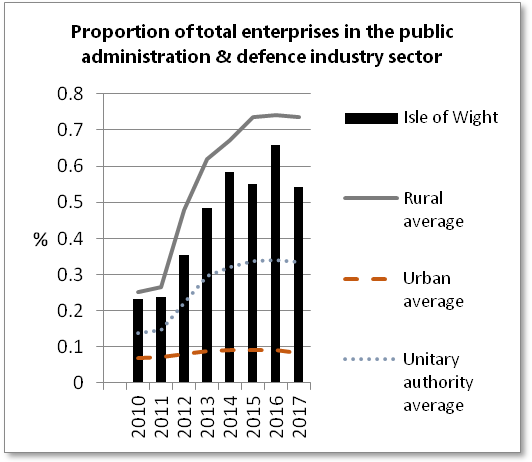 Proportion of total enterprises in the public
administration & defence industry sector
0.8
0.7
0.6
0.5
0.4
0.3
0.2
0.1
0
%
2010
2011
2012
2013
2014
2015
2016
2017
Isle of Wight
Rural
average
Urban
average
Unitary
authority
average